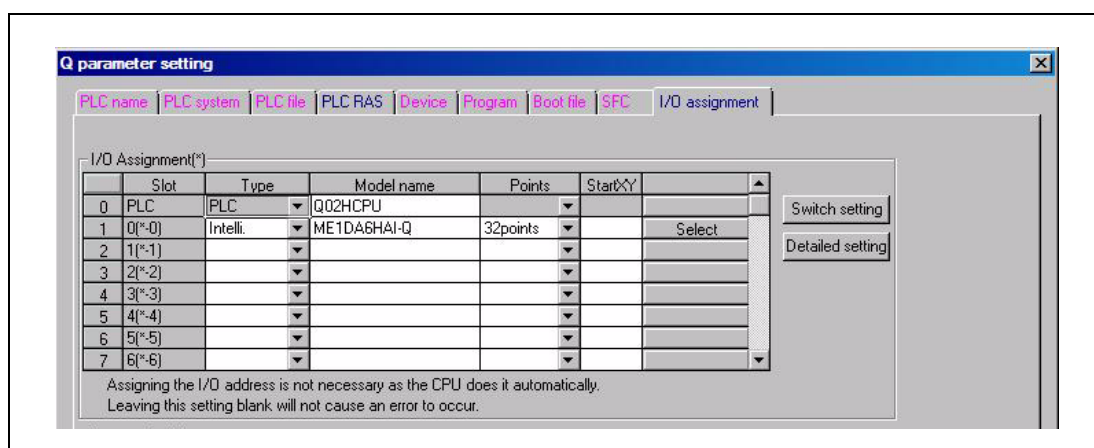 Q parameter setting
PLC name PLC system PLC file PLC RAS Device Program Boot file SFC I/O assignment
I/O Assignment(*)
Slot Type Model name Points StartXY
0 PLC PLC Q02HCPU
1 0(*-0) Intelli. ME1DA6HAI-Q 32points Select
2 1(*-1)
3 2(*-2)
4 3(*-3)
5 4(*-4)
6 5(*-5)
7 6(*-6)
Switch setting
Detailed setting
Assigning the I/O address is not necessary as the CPU does it automatically.
Leaving this setting blank will not cause an error to occur.